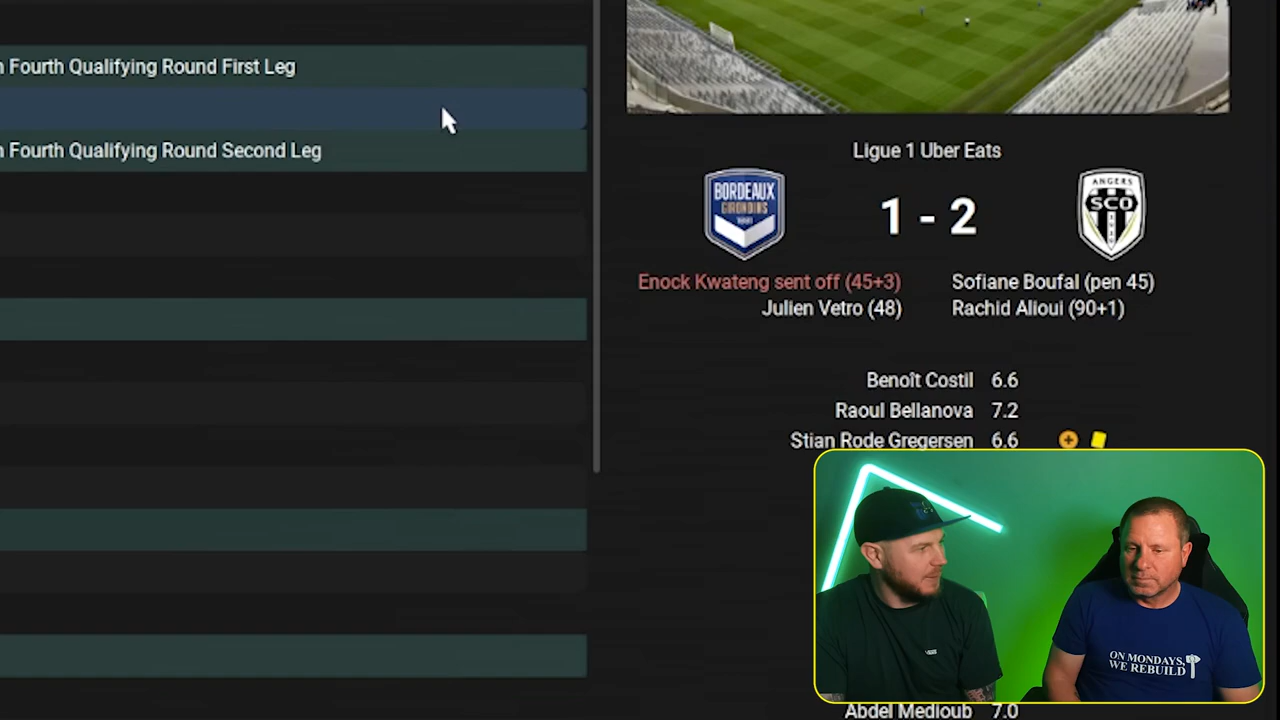 Fourth Qualifying Round First Leg
Fourth Qualifying Round Second Leg
Ligue 1 Uber Eats
BORDEAUX
GIRONDINS
ANGERS
SCO
1 - 2
Enock Kwateng sent off (45+3)
Sofiane Boufal (pen 45)
Julien Vetro (48)
Rachid Alioui (90+1)
Benoît Costil 6.6
Raoul Bellanova 7.2
Stian Rode Gregersen 6.6
ON MONDAYS,
WE REBUILD
Abdel Medioub 7.0